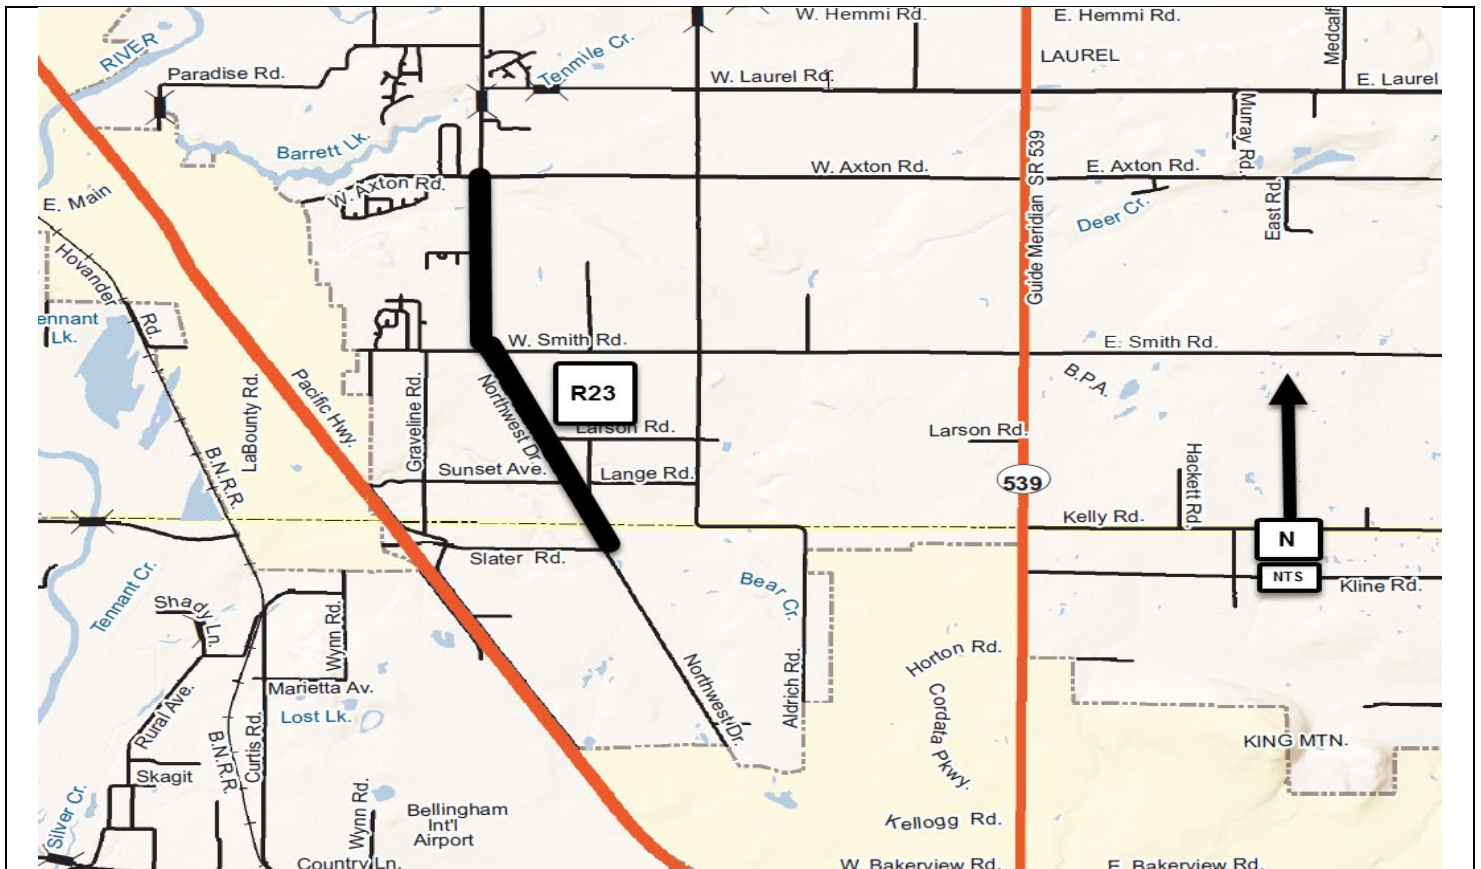 W. Hemmi Rd.
E. Hemmi Rd.
Medcalf
RIVER
Tenmile Cr.
LAUREL
Paradise Rd.
W. Laurel Rd.
E. Laurel
Murray Rd.
Barrett Lk.
W. Axton Rd.
E. Axton Rd.
W. Axton Rd.
E. Main
Deer Cr.
East Rd.
Guide Meridian SR 539
Hovander
Rd.
ennant
Lk.
W. Smith Rd.
E. Smith Rd.
B.P.A.
LaBounty Rd.
Pacific Hwy.
Graveline Rd.
Northwest Dr.
R23
Larson Rd.
Larson Rd.
B.N.R.R.
Sunset Ave.
Lange Rd.
539
Hackett Rd.
Kelly Rd.
N
NTS
Slater Rd.
Kline Rd.
Tennant Cr.
Bear Cr.
Shady Ln.
Wynn Rd.
Horton Rd.
Northwest Dr.
Aldrich Rd.
Marietta Av.
Lost Lk.
Rural Ave.
B.N.R.R.
Curtis Rd.
Cordata Pkwy.
KING MTN.
Skagit
Silver Cr.
Wynn Rd.
Bellingham
Int'l
Airport
Kellogg Rd.
Country Ln.
W. Bakerview Rd.
E. Bakerview Rd.